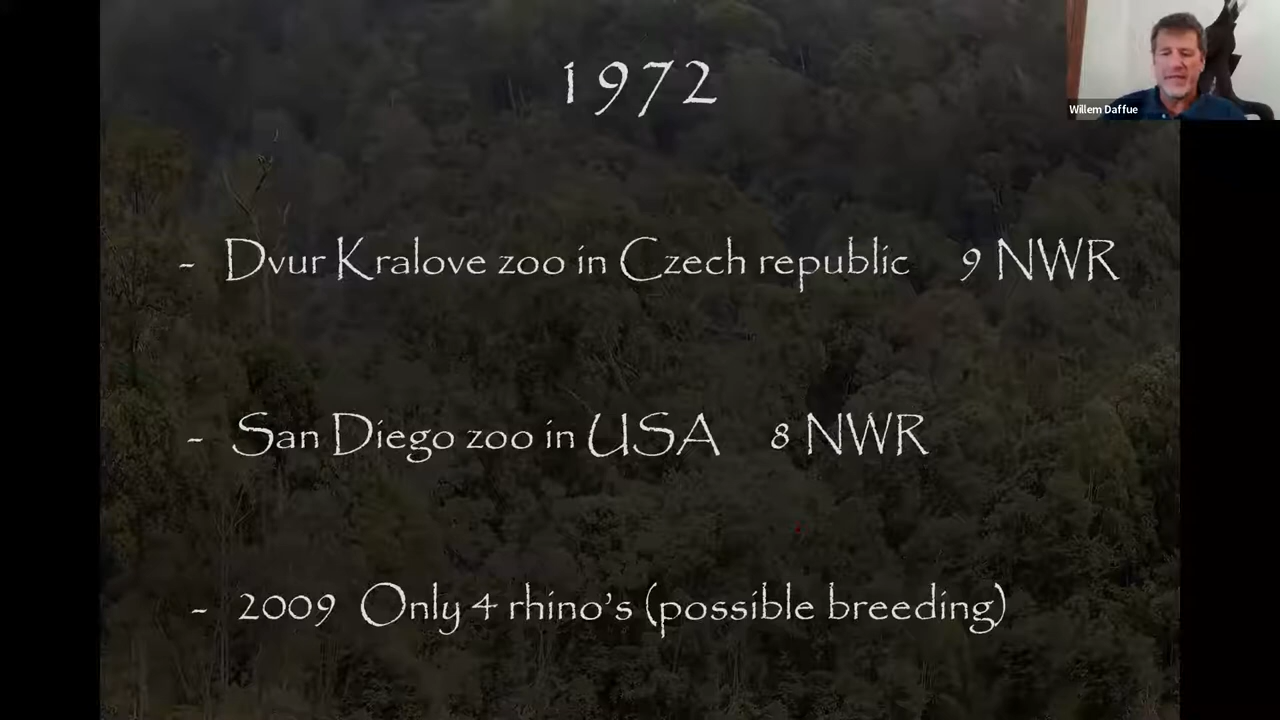 1972
Willem Daffue
- Dvur Kralove zoo in Czech republic 9 NWR
- San Diego zoo in USA 8 NWR
- 2009 Only 4 rhino's (possible breeding)